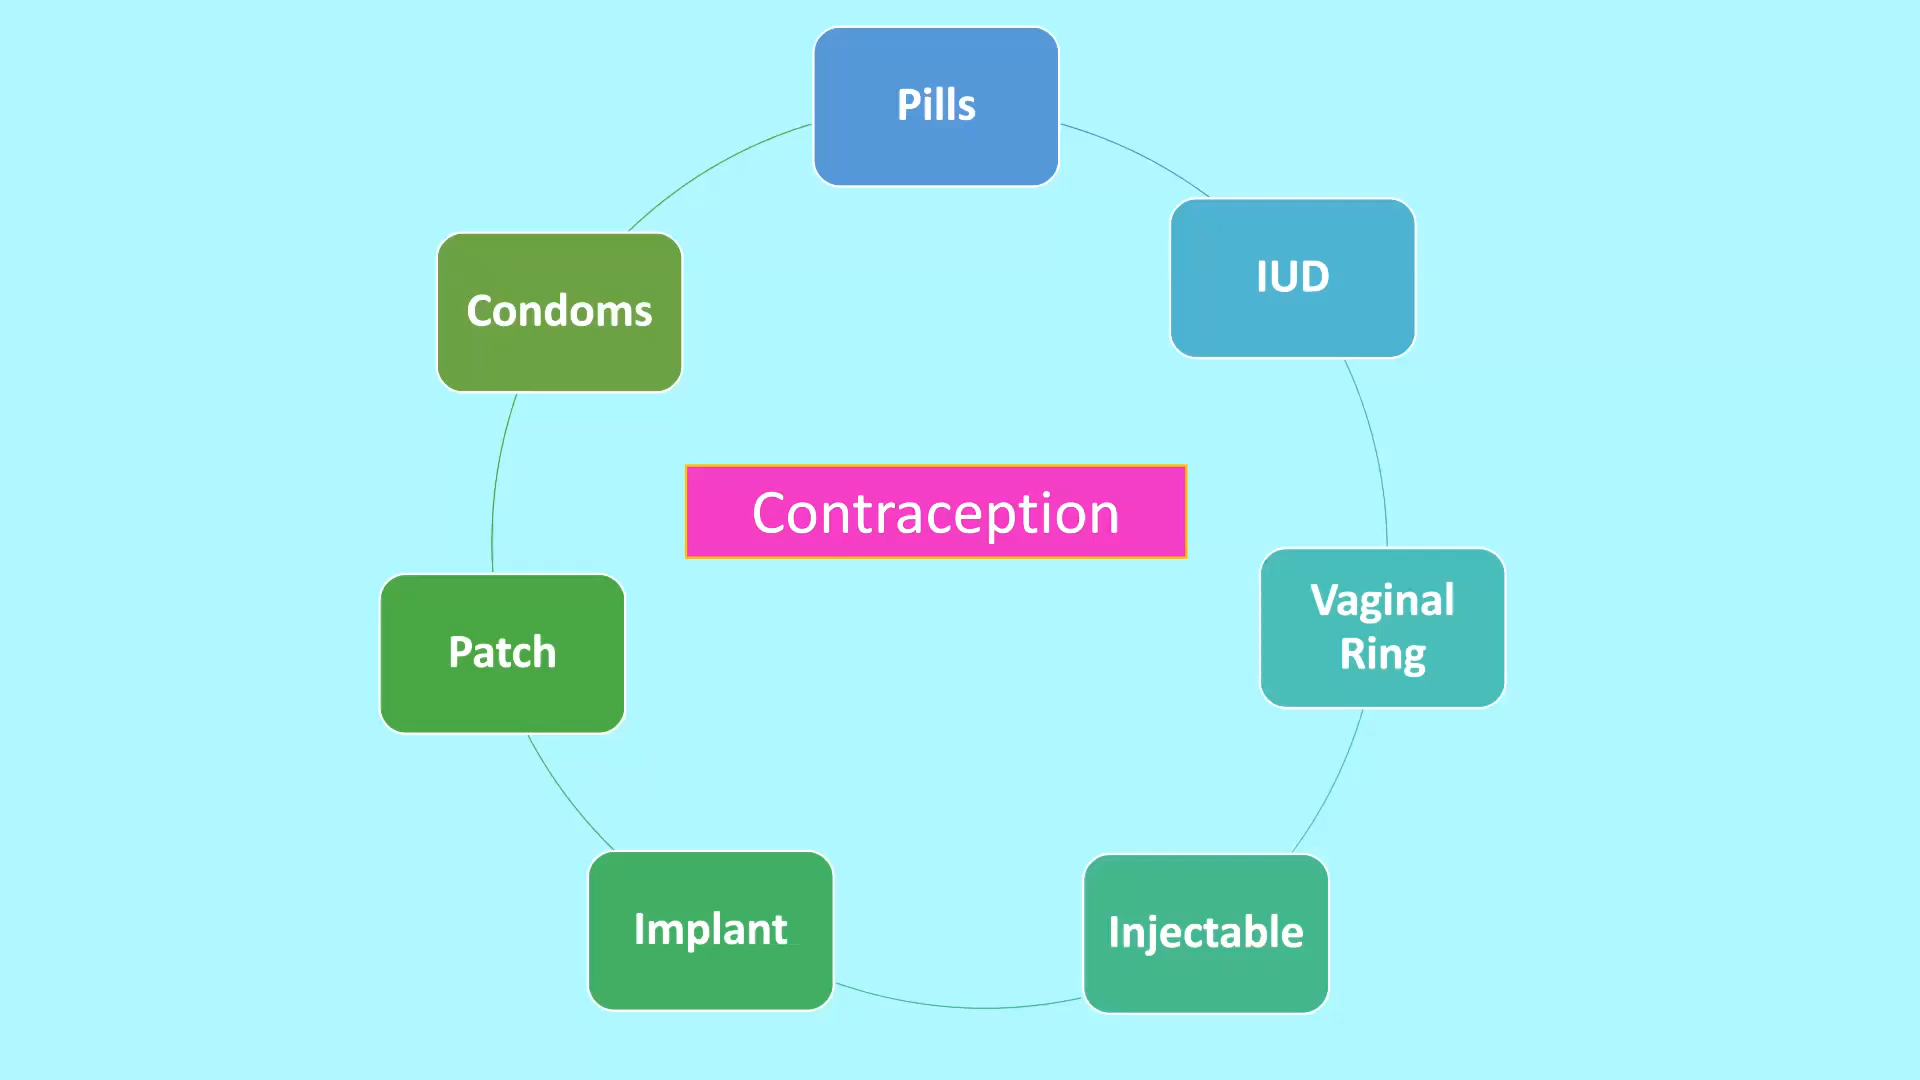 Pills
IUD
Condoms
Contraception
Vaginal
Ring
Patch
Implant
Injectable